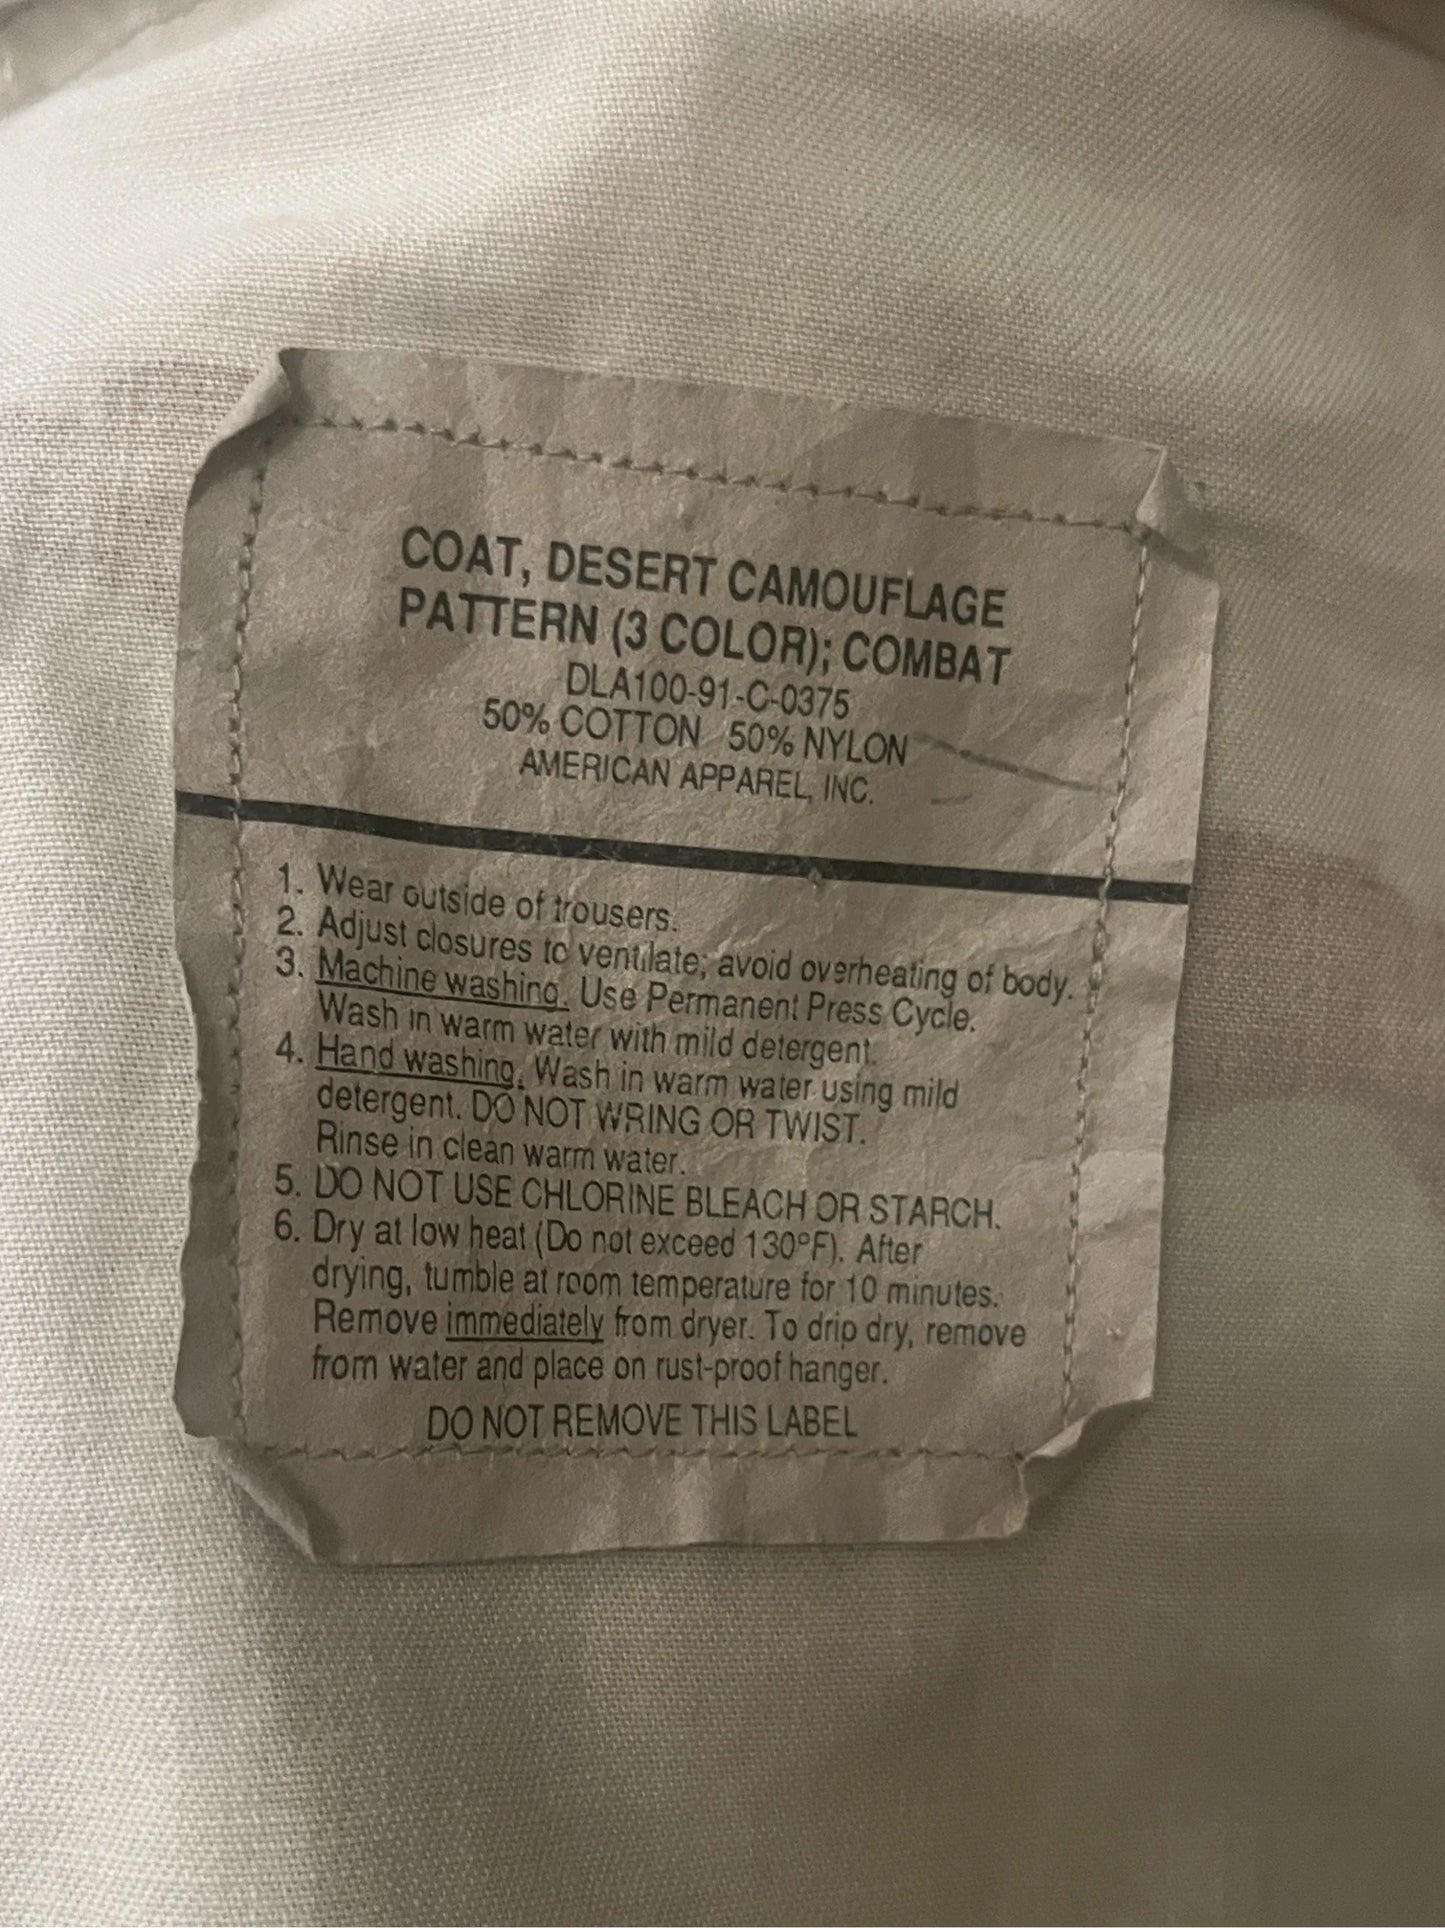 COAT, DESERT CAMOUFLAGE
PATTERN (3 COLOR); COMBAT
DLA100-91-C-0375
50% COTTON 50% NYLON
AMERICAN APPAREL, INC.
1. Wear outside of trousers.
2. Adjust closures to ventilate; avoid overheating of body.
3. Machine washing. Use Permanent Press Cycle.
Wash in warm water with mild detergent.
4. Hand washing. Wash in warm water using mild
detergent. DO NOT WRING OR TWIST.
Rinse in clean warm water.
5. DO NOT USE CHLORINE BLEACH OR STARCH.
6. Dry at low heat (Do not exceed 130°F). After
drying, tumble at room temperature for 10 minutes.
Remove immediately from dryer. To drip dry, remove
from water and place on rust-proof hanger.
DO NOT REMOVE THIS LABEL